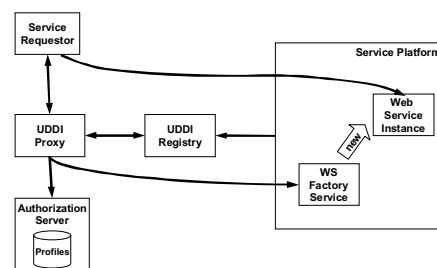 Service
Requestor
Service Platform
Web
Service
Instance
UDDI
Proxy
UDDI
Registry
new
WS
Factory
Service
Authorization
Server
Profiles